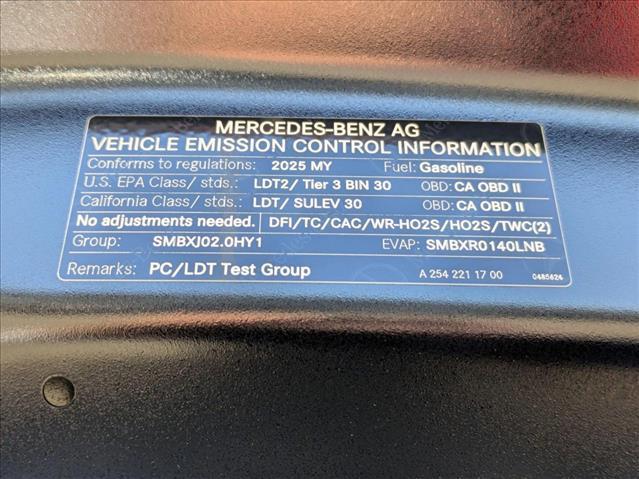 MERCEDES-BENZ AG
VEHICLE EMISSION CONTROL INFORMATION
Conforms to regulations: 2025 MY Fuel: Gasoline
U.S. EPA Class/ stds.: LDT2/ Tier 3 BIN 30 OBD: CA OBD II
California Class/ stds.: LDT/ SULEV 30 OBD: CA OBD II
No adjustments needed. DFI/TC/CAC/WR-HO2S/HO2S/TWC(2)
Group: SMBXJ02.0HY1 EVAP: SMBXR0140LNB
Remarks: PC/LDT Test Group A 254 221 17 00 0485626